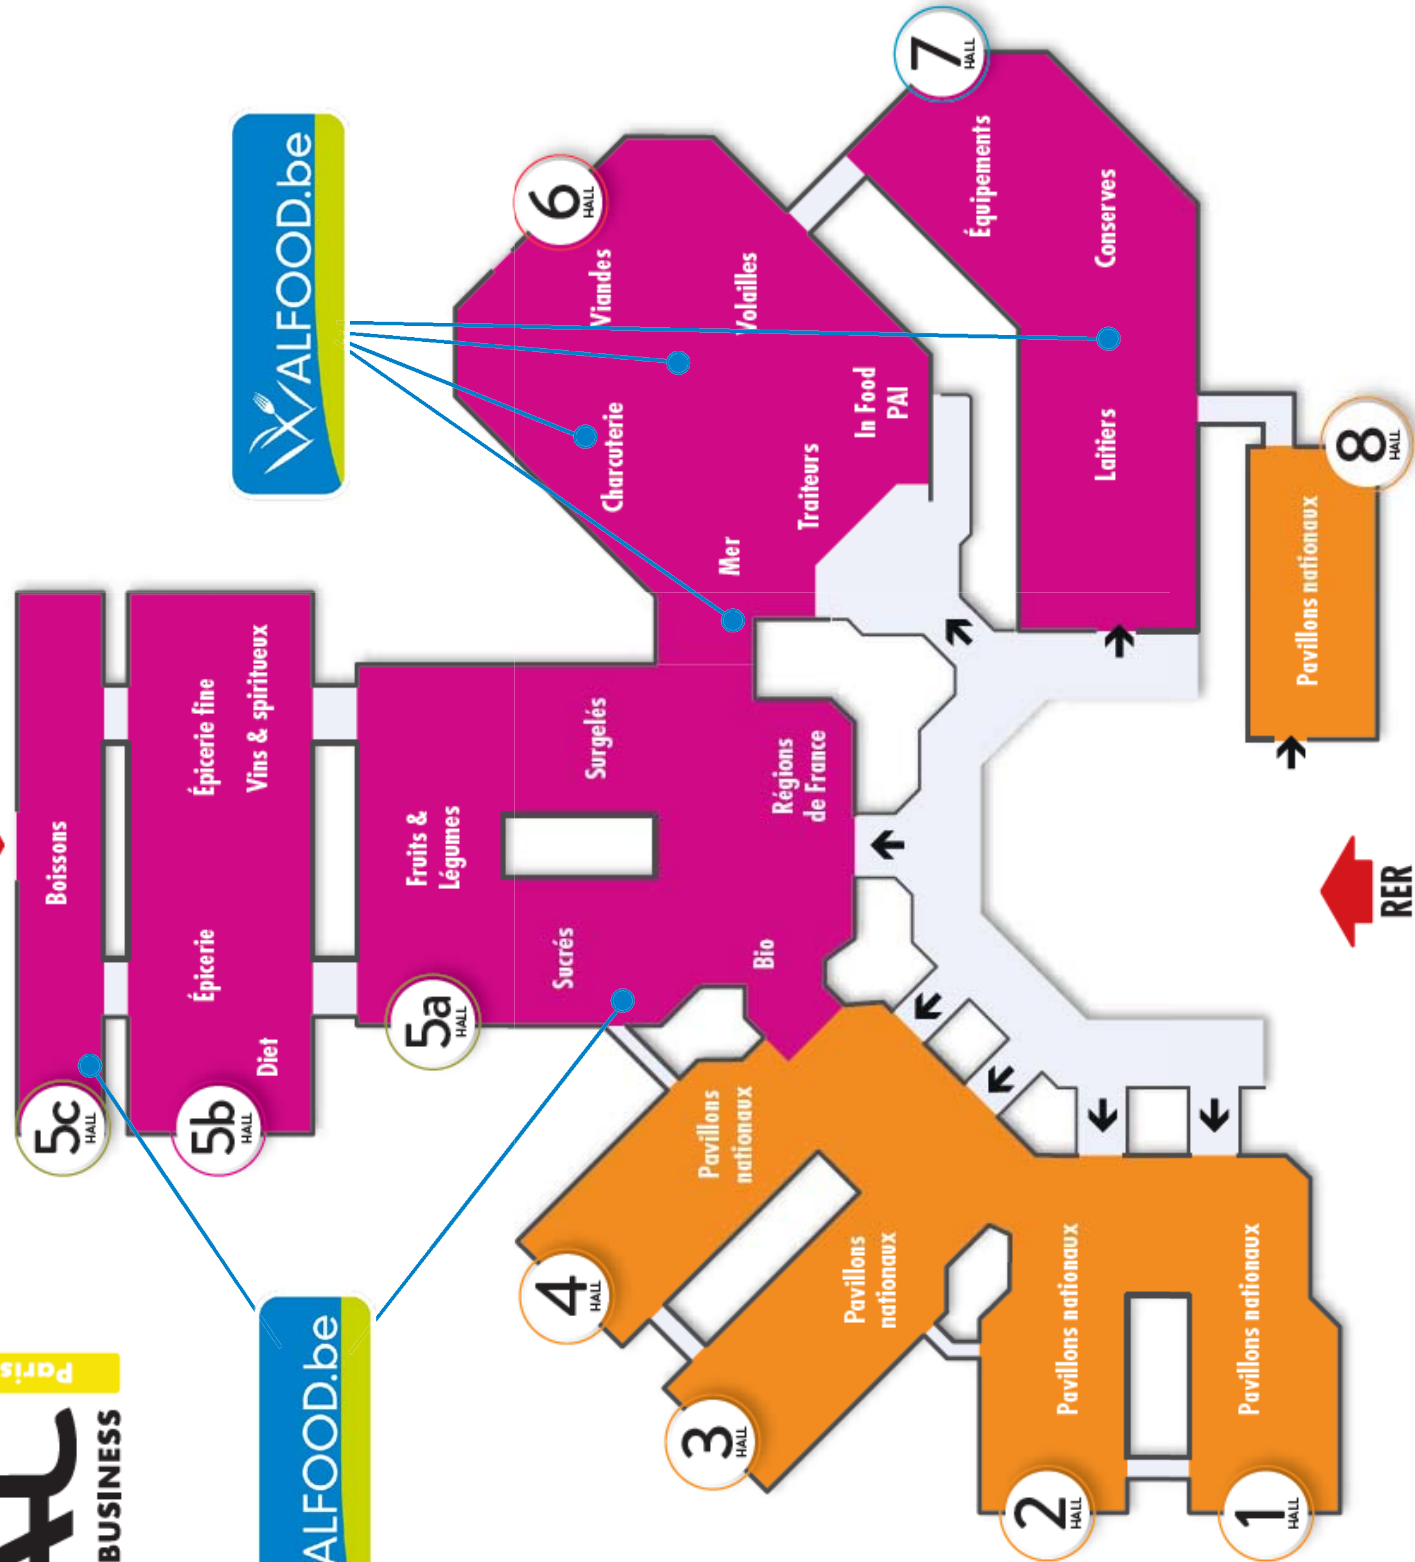 Paris
BUSINESS
ALFOOD.be
WALFOOD.be
5c
HALL
Boissons
5b
HALL
Diet
Épicerie
Épicerie fine
Vins & spiritueux
5a
HALL
Fruits &
Légumes
Sucrés
Surgelés
Bio
Régions
de France
6
HALL
Viandes
Charcuterie
Volailles
Mer
Traiteurs
In Food
PAI
7
HALL
Équipements
Conserves
Laitiers
8
HALL
Pavillons nationaux
4
HALL
Pavillons
nationaux
3
HALL
Pavillons
nationaux
2
HALL
Pavillons nationaux
1
HALL
Pavillons nationaux
RER